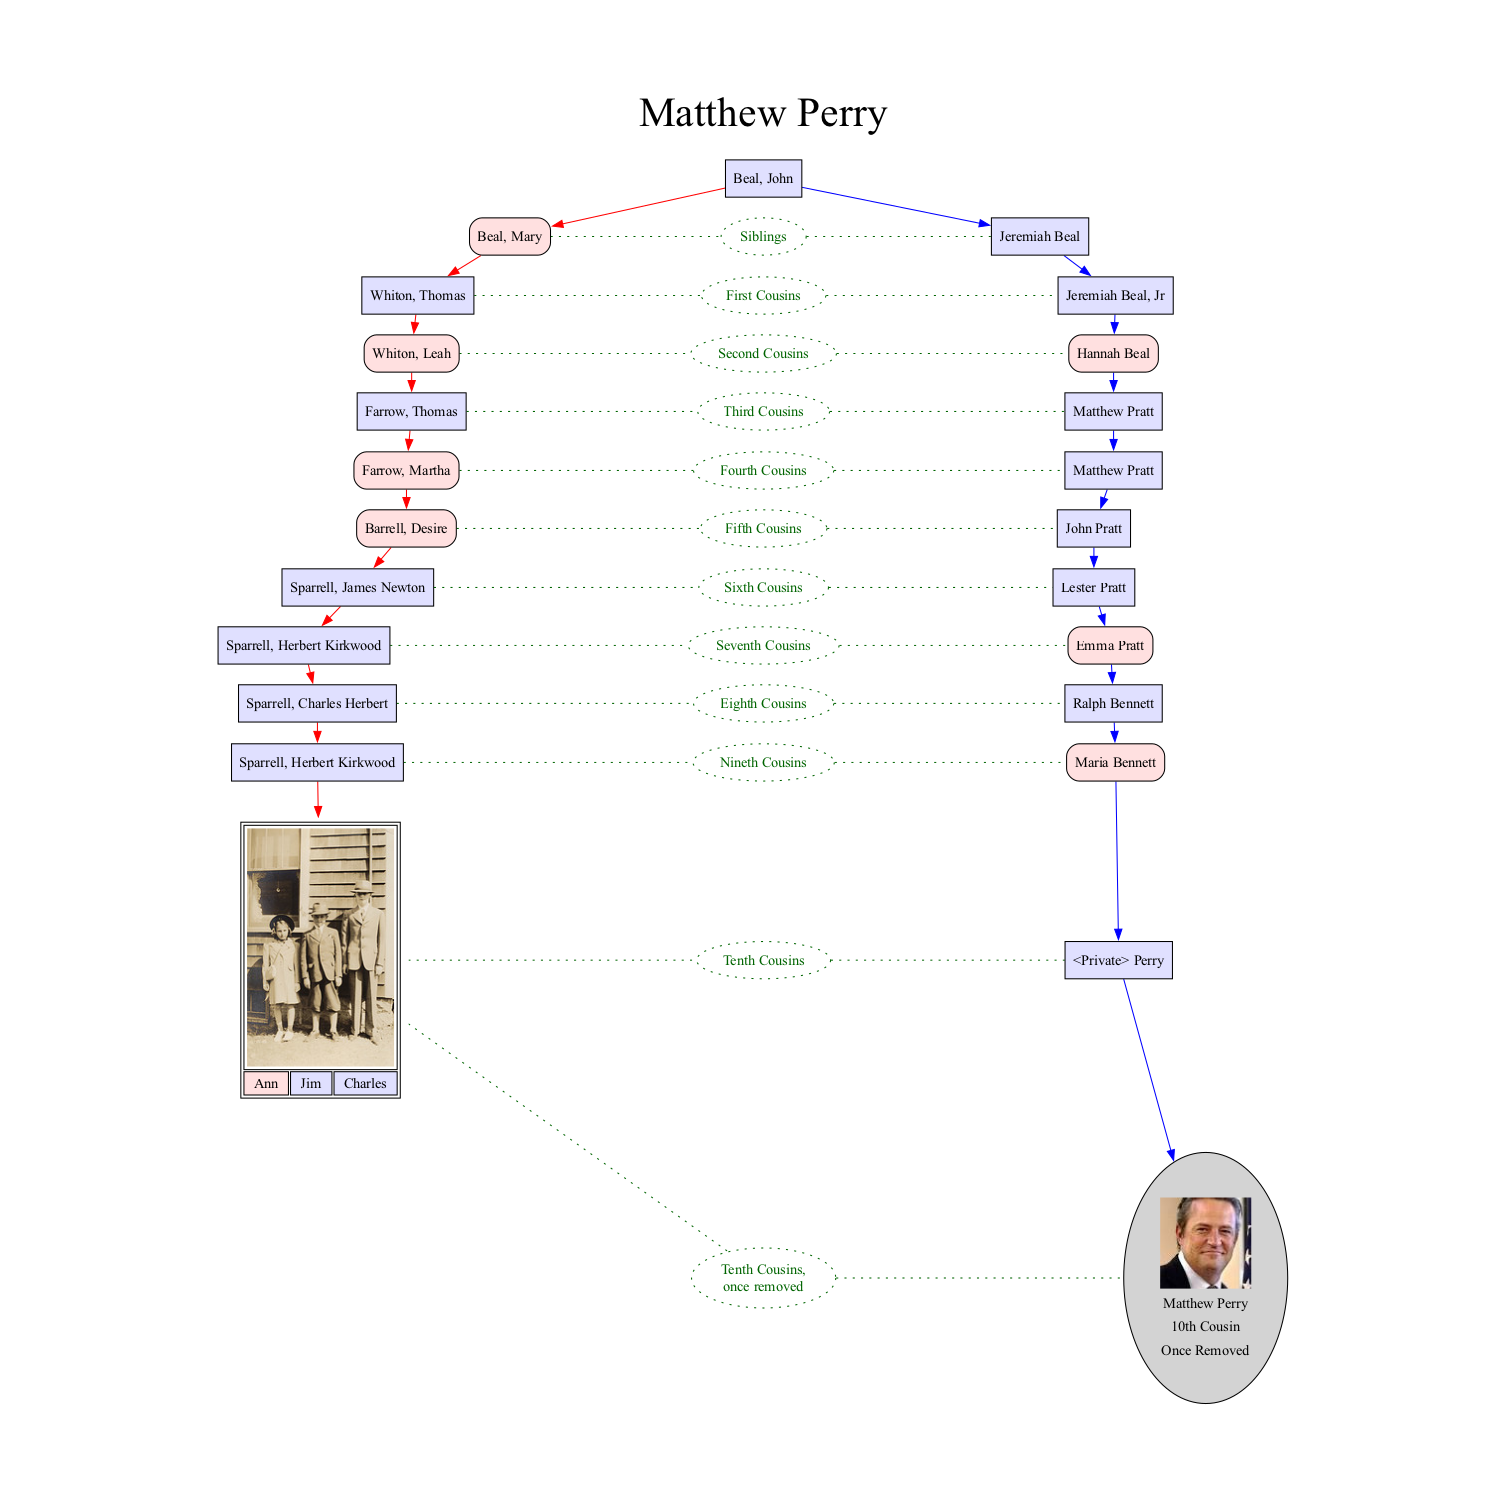 Matthew Perry
Beal, John
Beal, Mary
Siblings
Jeremiah Beal
Whiton, Thomas
First Cousins
Jeremiah Beal, Jr
Whiton, Leah
Second Cousins
Hannah Beal
Farrow, Thomas
Third Cousins
Matthew Pratt
Farrow, Martha
Fourth Cousins
Matthew Pratt
Barrell, Desire
Fifth Cousins
John Pratt
Sparrell, James Newton
Sixth Cousins
Lester Pratt
Sparrell, Herbert Kirkwood
Seventh Cousins
Emma Pratt
Sparrell, Charles Herbert
Eighth Cousins
Ralph Bennett
Sparrell, Herbert Kirkwood
Nineth Cousins
Maria Bennett
Tenth Cousins
<Private> Perry
Ann
Jim
Charles
Tenth Cousins,
once removed
Matthew Perry
10th Cousin
Once Removed